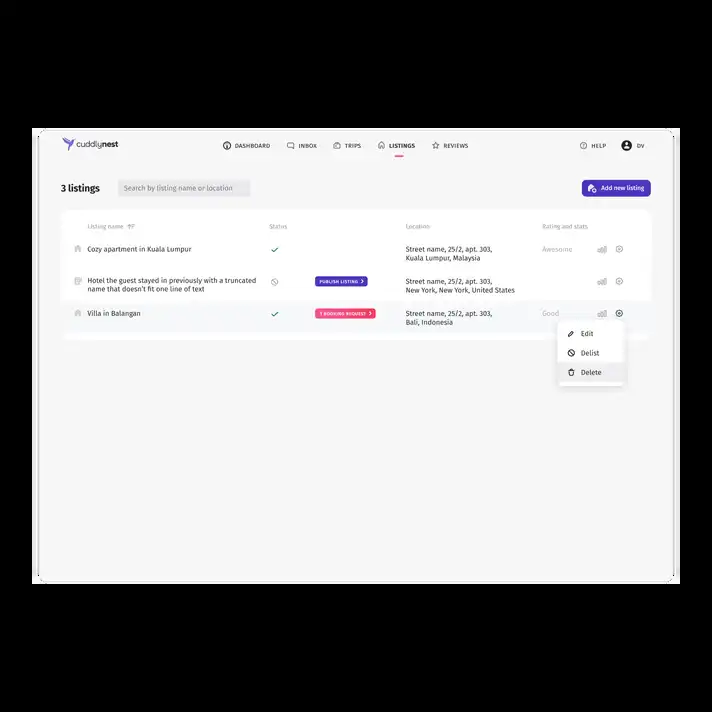 cuddlynest
DASHBOARD
INBOX
TRIPS
LISTINGS
REVIEWS
HELP
DV
3 listings
Search by listing name or location
Add new listing
Listing name
Status
Location
Rating and stats
Cozy apartment in Kuala Lumpur
Street name, 25/2, apt. 303,
Kuala Lumpur, Malaysia
Awesome
Hotel the guest stayed in previously with a truncated
name that doesn't fit one line of text
PUBLISH LISTING
Street name, 25/2, apt. 303,
New York, New York, United States
Villa in Balangan
1 BOOKING REQUEST
Street name, 25/2, apt. 303,
Bali, Indonesia
Good
Edit
Delist
Delete